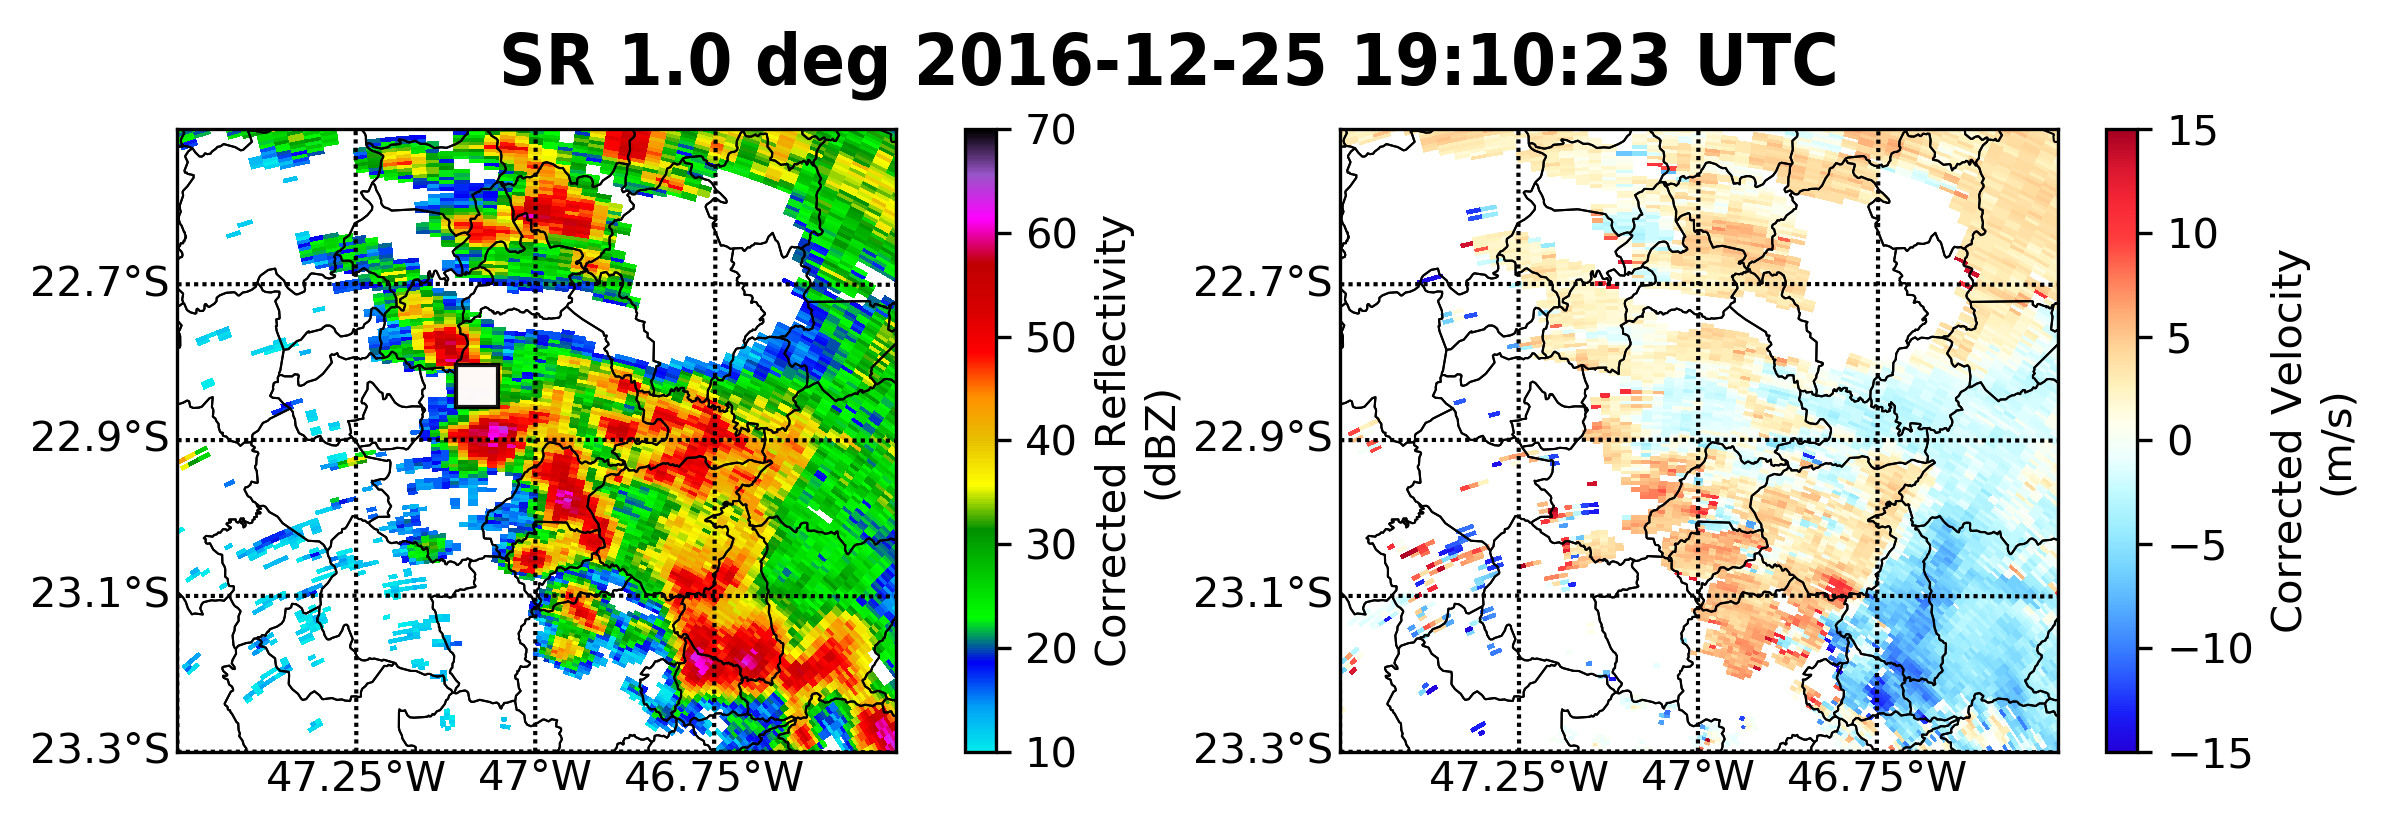 SR 1.0 deg 2016-12-25 19:10:23 UTC
22.7°S
22.9°S
23.1°S
23.3°S
47.25°W
47°W
46.75°W
70
60
50
40
30
20
10
Corrected Reflectivity
(dBZ)
22.7°S
22.9°S
23.1°S
23.3°S
47.25°W
47°W
46.75°W
15
10
5
0
−5
−10
−15
Corrected Velocity
(m/s)